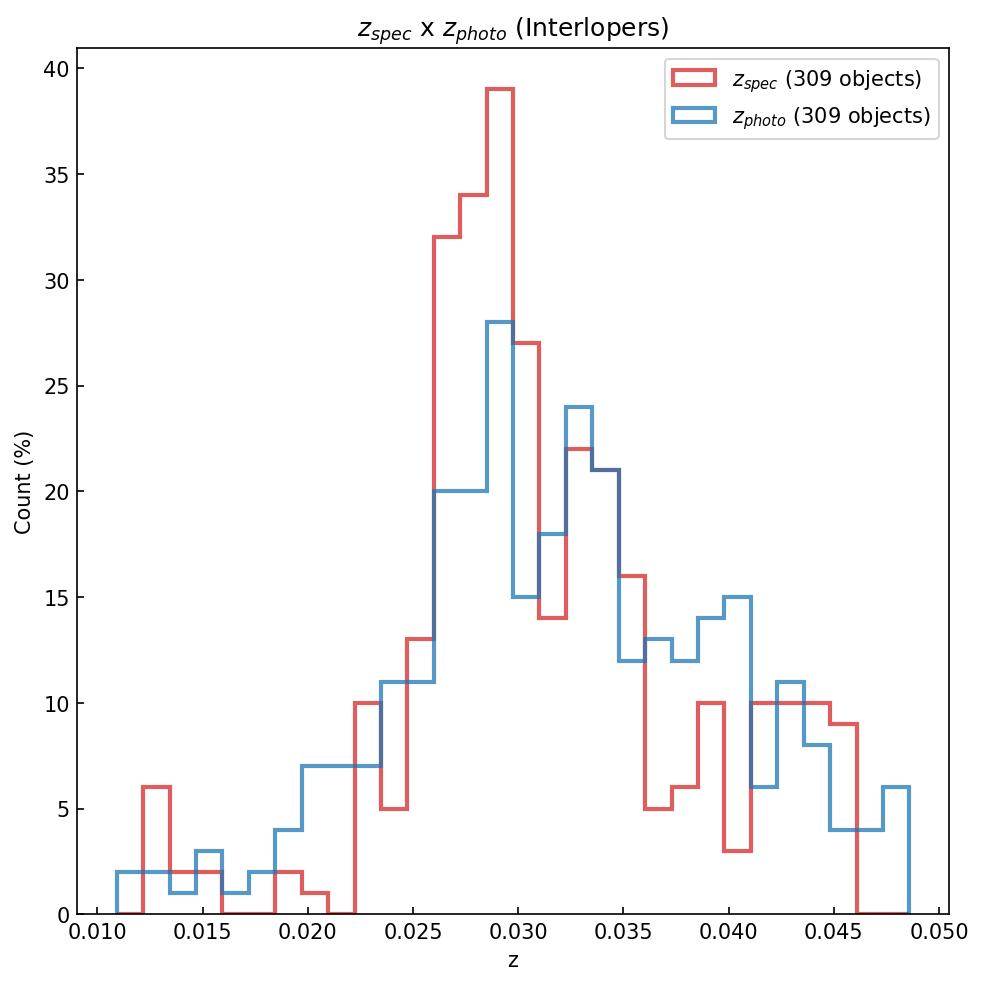 z_spec x z_photo (Interlopers)
z_spec (309 objects)
z_photo (309 objects)
Count (%)
40
35
30
25
20
15
10
5
0
0.010 0.015 0.020 0.025 0.030 0.035 0.040 0.045 0.050
z